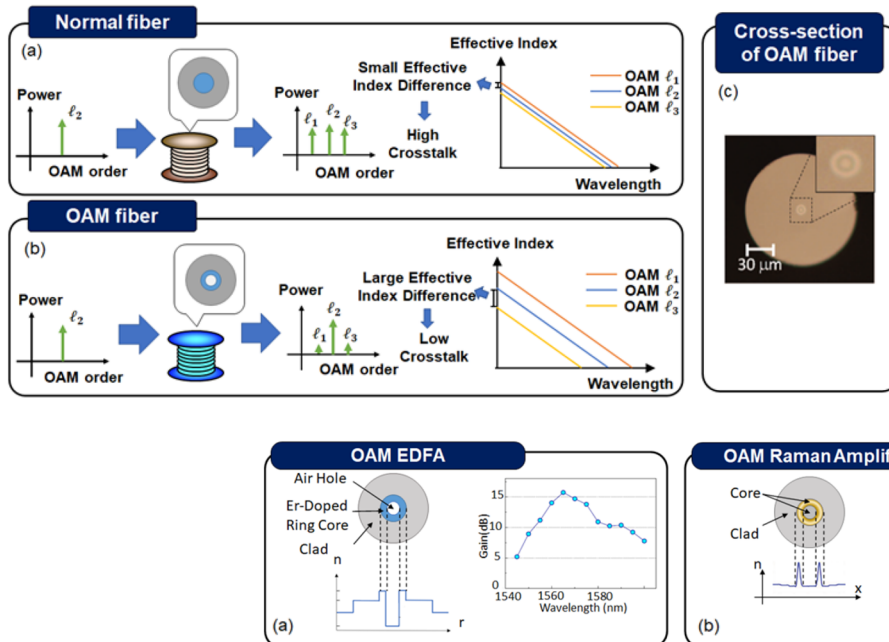 Normal fiber
(a)
Power
ℓ2
OAM order
Power
ℓ1
ℓ2
ℓ3
OAM order
Small Effective
Index Difference
High
Crosstalk
Effective Index
OAM ℓ1
OAM ℓ2
OAM ℓ3
Wavelength
OAM fiber
(b)
Power
ℓ2
OAM order
Power
ℓ1
ℓ2
ℓ3
OAM order
Large Effective
Index Difference
Low
Crosstalk
Effective Index
OAM ℓ1
OAM ℓ2
OAM ℓ3
Wavelength
Cross-section
of OAM fiber
(c)
30 μm
OAM EDFA
Air Hole
Er-Doped
Ring Core
Clad
n
r
(a)
Gain(dB)
15
10
5
0
1540
1560
1580
Wavelength (nm)
OAM Raman Amplif
Core
Clad
n
x
(b)